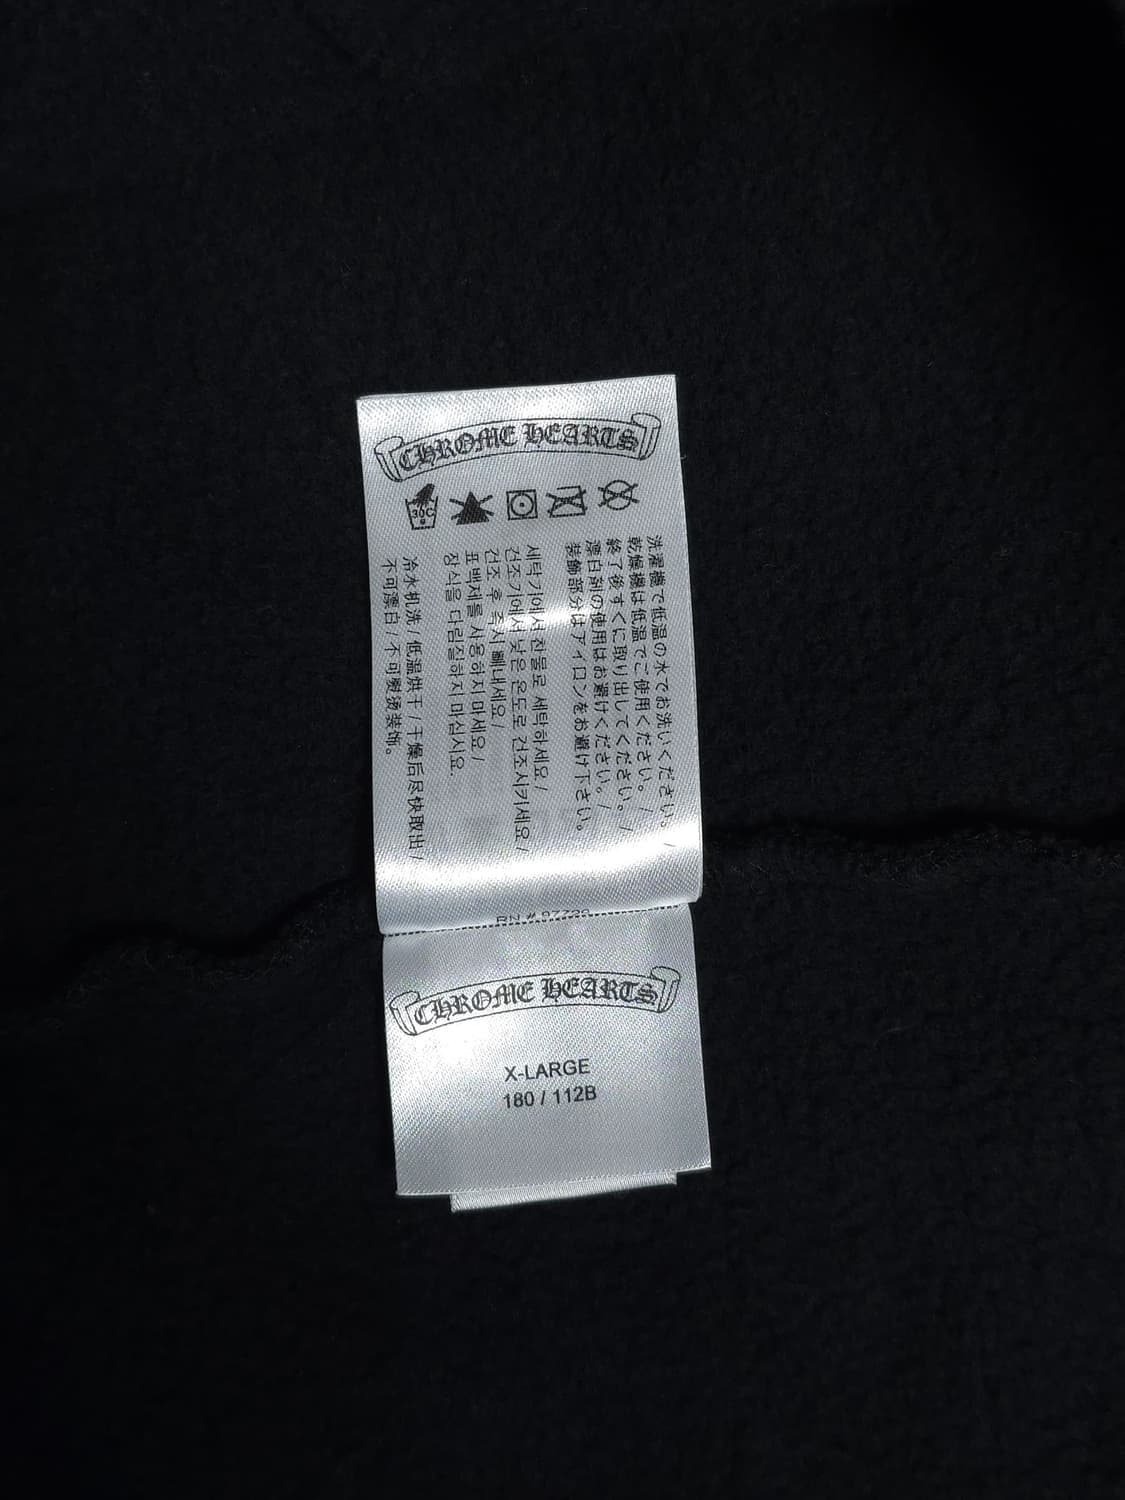 CHROME HEARTS
30C
洗濯機で低温の水でお洗いください。/
乾燥機は低温でご使用ください。/
終了後すぐに取り出してください。/
漂白剤の使用はお避けください。/
装飾部分はアイロンをお避け下さい。
세탁기에서 찬물로 세탁하세요 /
건조기에서 낮은 온도로 건조시키세요 /
건조 후 즉시 빼내세요 /
표백제를 사용하지 마세요 /
장식을 다림질하지 마십시요.
冷水机洗 / 低温烘干 / 干燥后尽快取出 /
不可漂白 / 不可熨烫装饰。
CHROME HEARTS
X-LARGE
180 / 112B